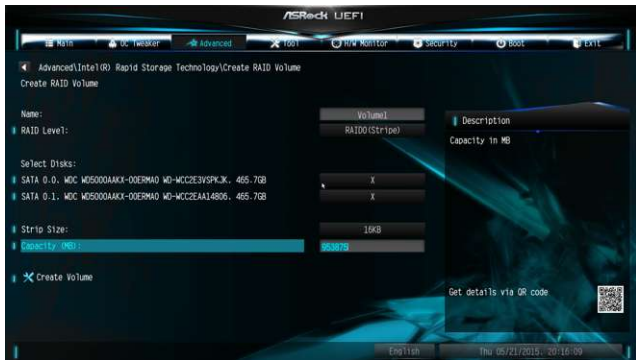 ASRock UEFI
Main OC Tweaker Advanced Tool H/W Monitor Security Boot Exit
Advanced\Intel(R) Rapid Storage Technology\Create RAID Volume
Create RAID Volume
Name: Volume1
RAID Level: RAID0(Stripe)
Select Disks:
SATA 0.0, WDC WD5000AAKX-00ERMA0 WD-WCC2E3VSPKJK, 465.7GB X
SATA 0.1, WDC WD5000AAKX-00ERMA0 WD-WCC2EAA14806, 465.7GB X
Strip Size: 16KB
Capacity (MB): 953875
Create Volume
Description
Capacity in MB
Get details via QR code
English Thu 05/21/2015, 20:16:09